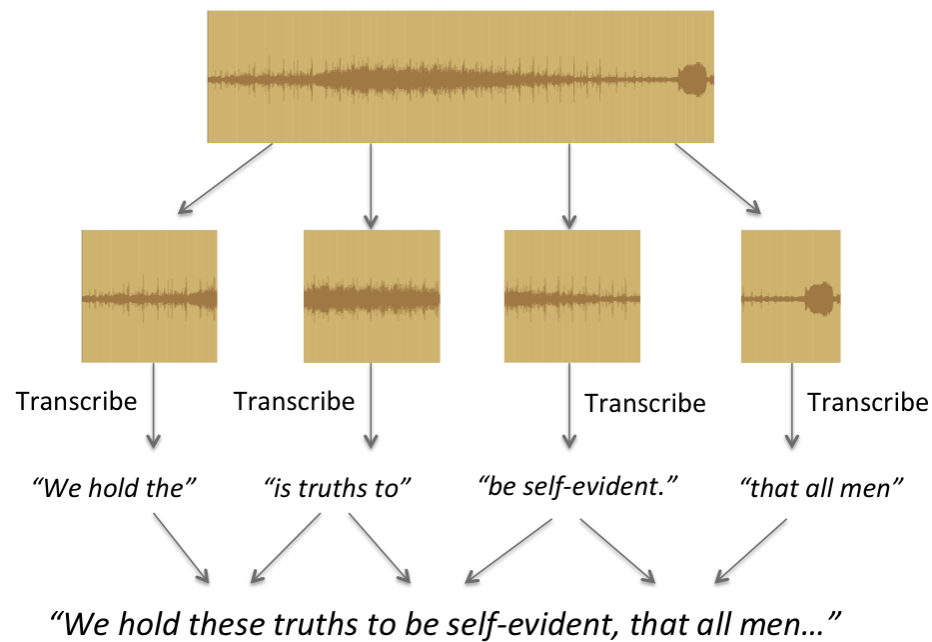 Transcribe Transcribe Transcribe Transcribe
“We hold the” “is truths to” “be self-evident.” “that all men”
“We hold these truths to be self-evident, that all men…”